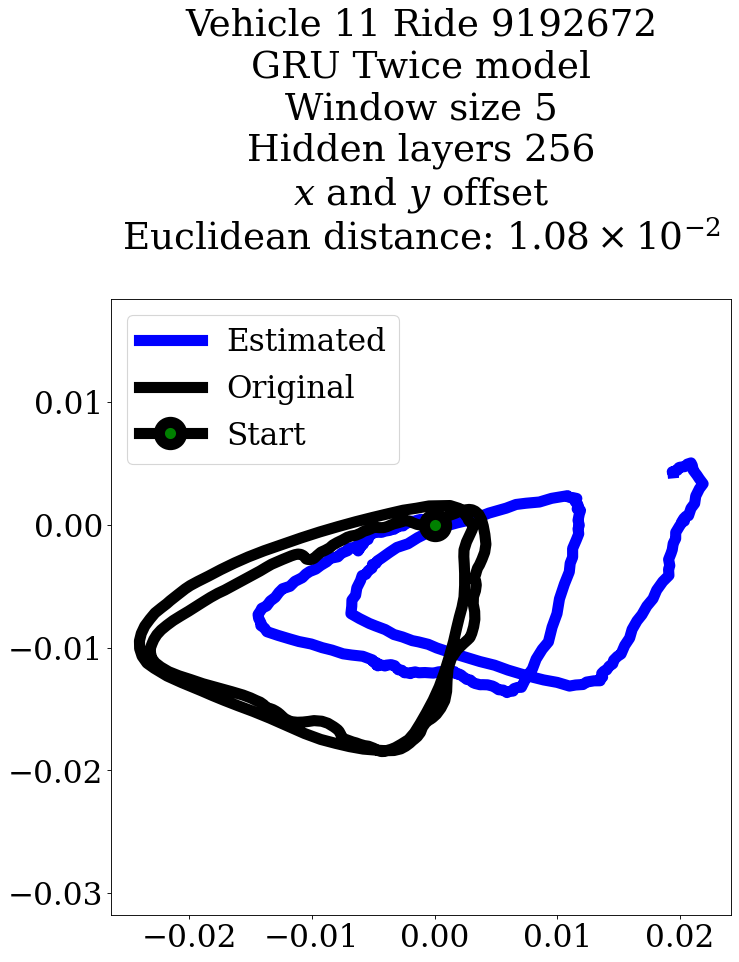 Vehicle 11 Ride 9192672
GRU Twice model
Window size 5
Hidden layers 256
x and y offset
Euclidean distance: 1.08 × 10⁻²
Estimated
Original
Start
0.01
0.00
−0.01
−0.02
−0.03
−0.02 −0.01 0.00 0.01 0.02